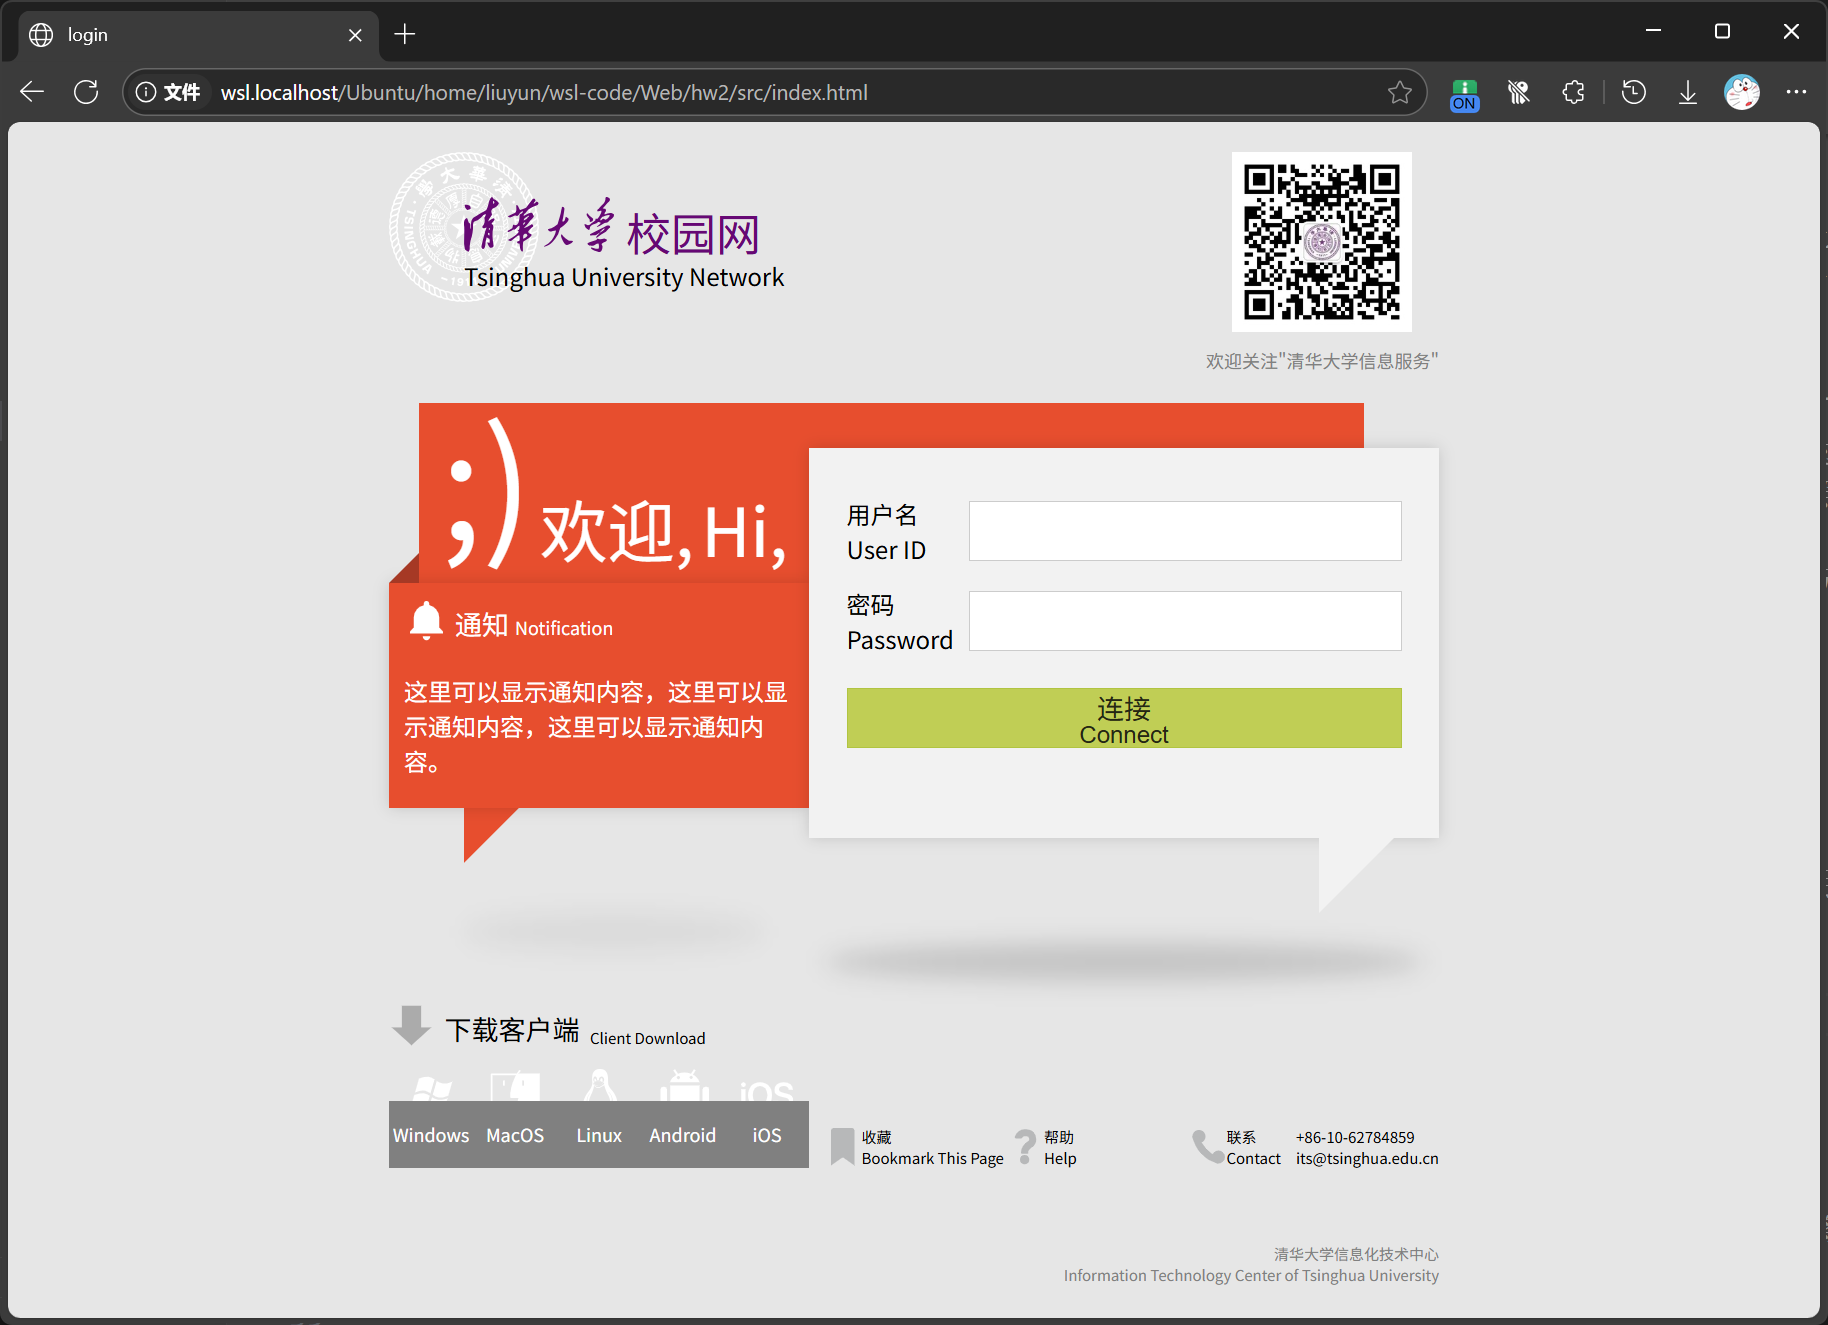 login
文件
wsl.localhost/Ubuntu/home/liuyun/wsl-code/Web/hw2/src/index.html
ON
清華大学 校园网
Tsinghua University Network
欢迎关注"清华大学信息服务"
;) 欢迎, Hi,
通知 Notification
这里可以显示通知内容，这里可以显
示通知内容，这里可以显示通知内
容。
用户名
User ID
密码
Password
连接
Connect
下载客户端 Client Download
iOS
Windows MacOS Linux Android iOS
收藏
Bookmark This Page
帮助
Help
联系
Contact
+86-10-62784859
its@tsinghua.edu.cn
清华大学信息化技术中心
Information Technology Center of Tsinghua University